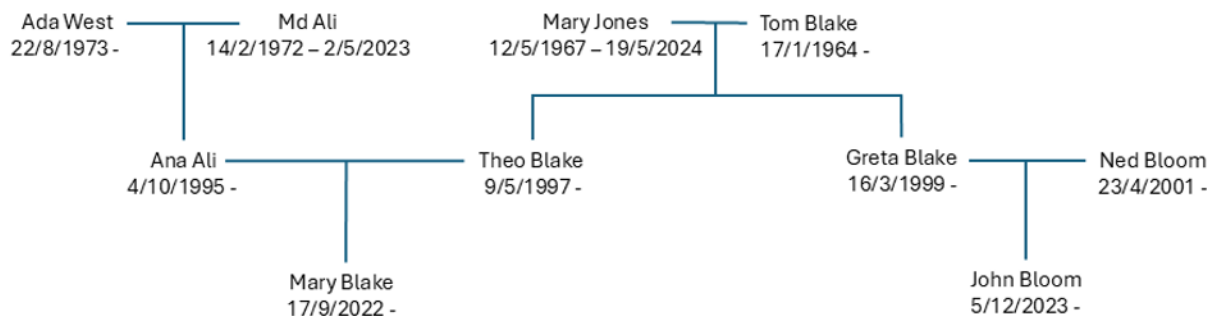 Ada West
22/8/1973 -
Md Ali
14/2/1972 – 2/5/2023
Mary Jones
12/5/1967 – 19/5/2024
Tom Blake
17/1/1964 -
Ana Ali
4/10/1995 -
Theo Blake
9/5/1997 -
Greta Blake
16/3/1999 -
Ned Bloom
23/4/2001 -
Mary Blake
17/9/2022 -
John Bloom
5/12/2023 -